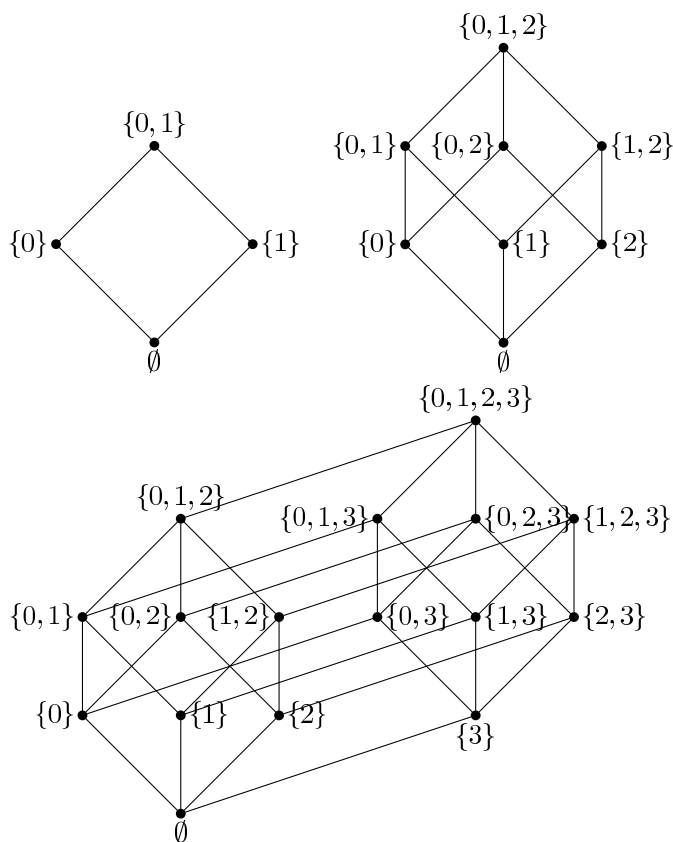 {0, 1, 2}
{0, 1}
{0, 1} {0, 2} {1, 2}
{0} {1} {0} {1} {2}
∅ ∅
{0, 1, 2, 3}
{0, 1, 2}
{0, 1, 3} {0, 2, 3} {1, 2, 3}
{0, 1} {0, 2} {1, 2} {0, 3} {1, 3} {2, 3}
{0} {1} {2}
{3}
∅